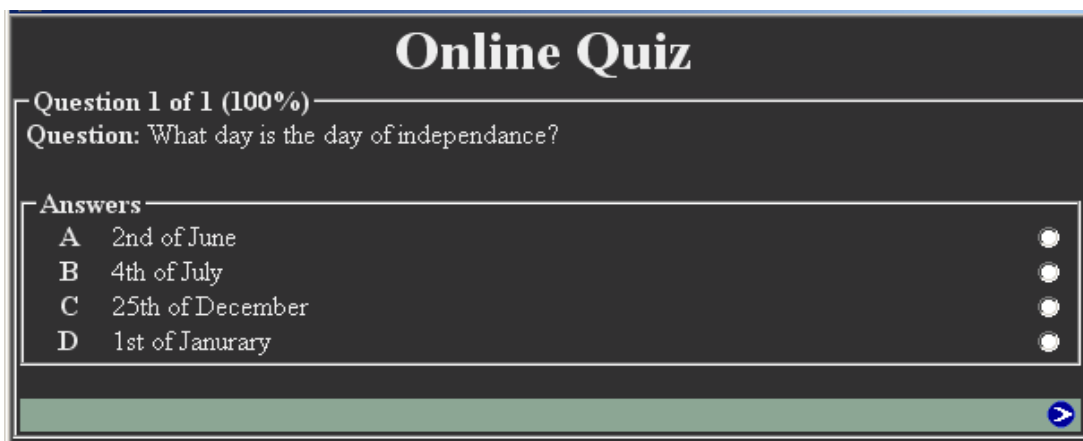 Online Quiz
Question 1 of 1 (100%)
Question: What day is the day of independance?
Answers
A 2nd of June
B 4th of July
C 25th of December
D 1st of Janurary